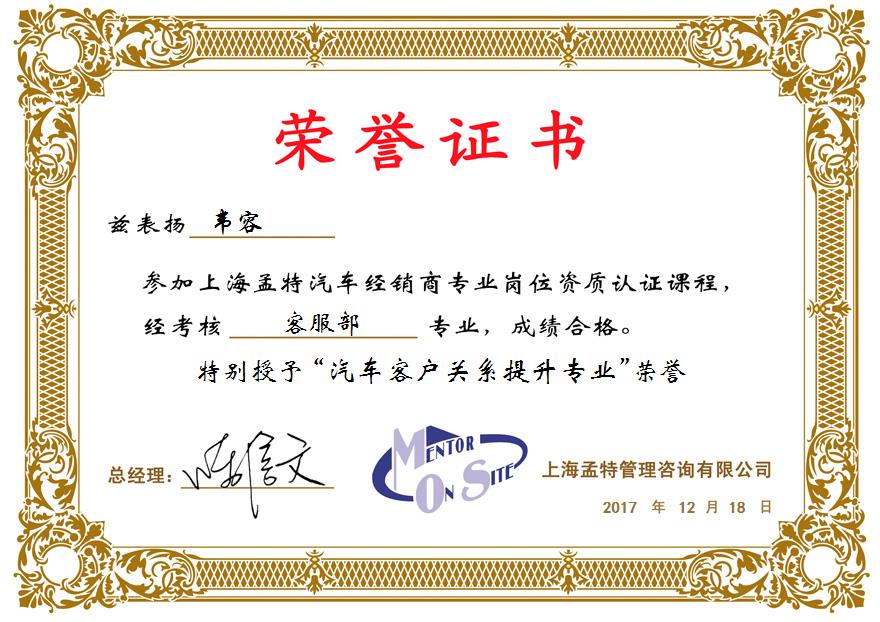 荣誉证书
兹表扬 韦容
参加上海孟特汽车经销商专业岗位资质认证课程，
经考核 客服部 专业，成绩合格。
特别授予“汽车客户关系提升专业”荣誉
总经理：
MENTOR
ON SITE
上海孟特管理咨询有限公司
2017 年 12 月 18 日